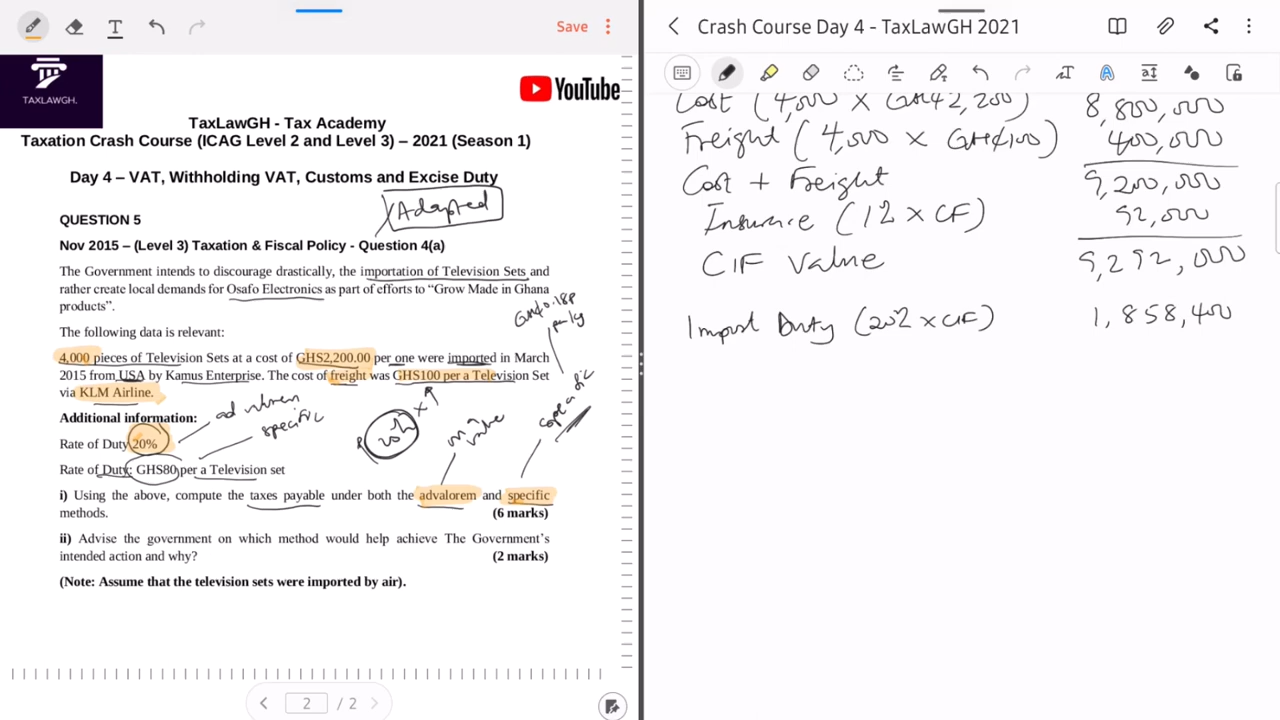 Save
TAXLAWGH.
YouTube
TaxLawGH - Tax Academy
Taxation Crash Course (ICAG Level 2 and Level 3) – 2021 (Season 1)
Day 4 – VAT, Withholding VAT, Customs and Excise Duty
Adapted
QUESTION 5
Nov 2015 – (Level 3) Taxation & Fiscal Policy - Question 4(a)
The Government intends to discourage drastically, the importation of Television Sets and
rather create local demands for Osafo Electronics as part of efforts to “Grow Made in Ghana
products”.
The following data is relevant:
4,000 pieces of Television Sets at a cost of GHS2,200.00 per one were imported in March
2015 from USA by Kamus Enterprise. The cost of freight was GHS100 per a Television Set
via KLM Airline.
Additional information:
ad valorem
specific
Rate of Duty 20%
20%
Rate of Duty: GHS80 per a Television set
i) Using the above, compute the taxes payable under both the advalorem and specific
methods. (6 marks)
ii) Advise the government on which method would help achieve The Government’s
intended action and why? (2 marks)
(Note: Assume that the television sets were imported by air).
2 / 2
Crash Course Day 4 - TaxLawGH 2021
Cost (4,000 x GH¢2,200) 8,800,000
Freight (4,000 x GH¢100) 400,000
Cost + Freight 9,200,000
Insurance (1% x CF) 92,000
CIF Value 9,292,000
Import Duty (20% x CIF) 1,858,400